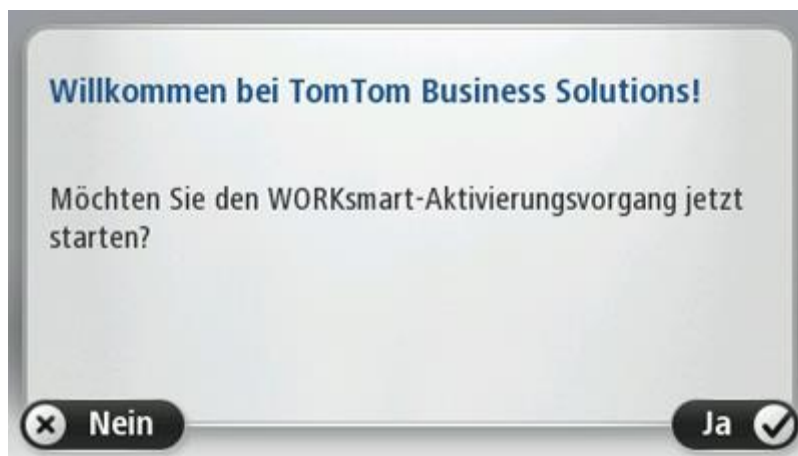 Willkommen bei TomTom Business Solutions!
Möchten Sie den WORKsmart-Aktivierungsvorgang jetzt
starten?
Nein
Ja